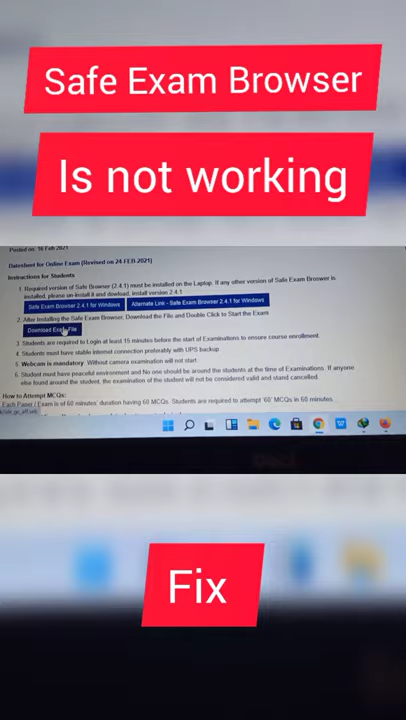 Safe Exam Browser
Is not working
Posted on: 18 Feb 2021
Datesheet for Online Exam (Revised on 24-FEB-2021)
Instructions for Students
1. Required version of Safe Browser (2.4.1) must be installed on the Laptop. If any other version of Safe Exam Broswer is
installed, please un-install it and dowload, install version 2.4.1
Safe Exam Browser 2.4.1 for Windows Alternate Link - Safe Exam Browser 2.4.1 for Windows
2. After installing the Safe Exam Browser, Download the File and Double Click to Start the Exam
Download Exam File
3. Students are required to Login at least 15 minutes before the start of Examinations to ensure course enrollment.
4. Students must have stable internet connection preferably with UPS backup
5. Webcam is mandatory. Without camera examination will not start
6. Student must have peaceful environment and No one should be around the students at the time of Examinations. If anyone
else found around the student, the examination of the student will not be considered valid and stand cancelled.
How to Attempt MCQs:
Each Paper / Exam is of 60 minutes' duration having 60 MCQs. Students are required to attempt '60' MCQs in 60 minutes.
Fix